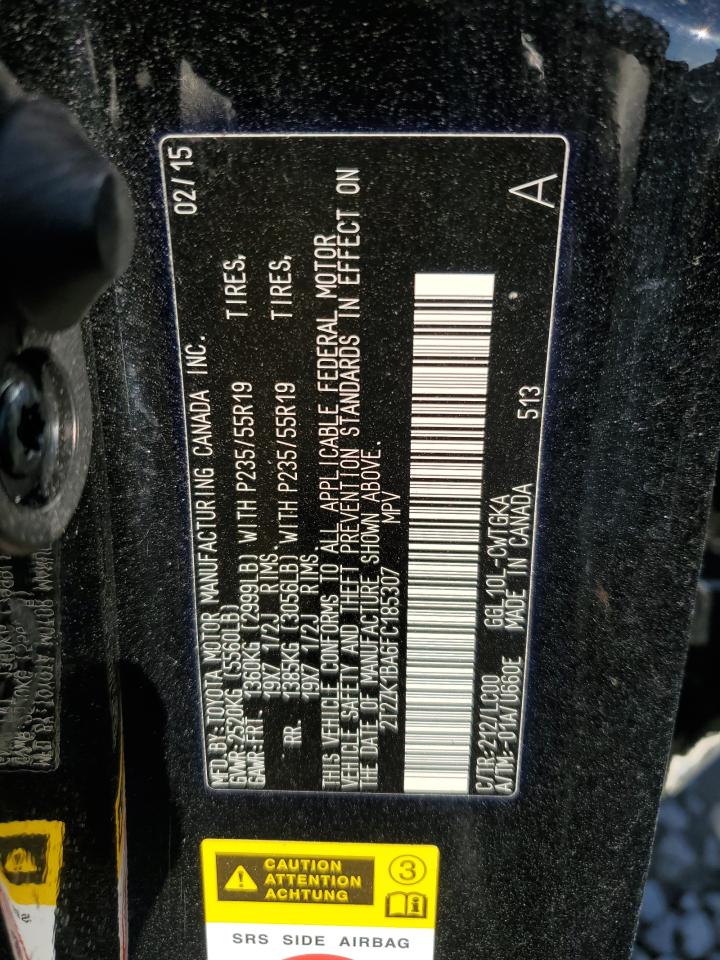 MFD. BY: TOYOTA MOTOR MANUFACTURING CANADA INC. 02/15
GVWR: 2520KG (5560LB)
GAWR: FRT. 1360KG (2999LB) WITH P235/55R19 TIRES,
19X7 1/2J RIMS.
RR. 1385KG (3056LB) WITH P235/55R19 TIRES,
19X7 1/2J RIMS.
THIS VEHICLE CONFORMS TO ALL APPLICABLE FEDERAL MOTOR
VEHICLE SAFETY AND THEFT PREVENTION STANDARDS IN EFFECT ON
THE DATE OF MANUFACTURE SHOWN ABOVE.
2T2ZK1BA6FC185307 MPV
C/TR: 212/LC00 GGL10L-CWTGKA
A/TM: -01A/U660E MADE IN CANADA 513 A
CAUTION
ATTENTION
ACHTUNG
3
SRS SIDE AIRBAG